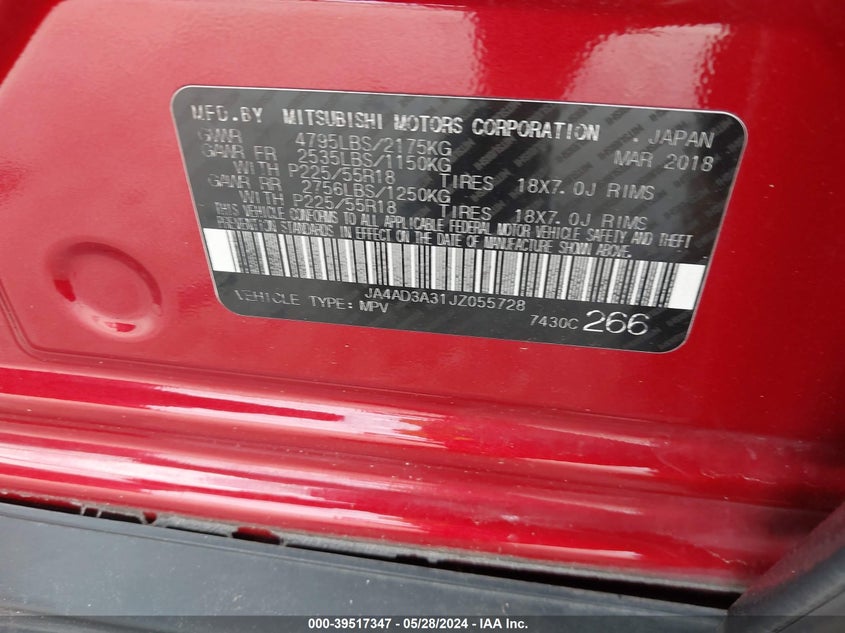 MFD.BY MITSUBISHI MOTORS CORPORATION . JAPAN
GVWR 4795LBS/2175KG MAR 2018
GAWR FR 2535LBS/1150KG
WITH P225/55R18 TIRES 18X7.0J RIMS
GAWR RR 2756LBS/1250KG
WITH P225/55R18 TIRES 18X7.0J RIMS
THIS VEHICLE CONFORMS TO ALL APPLICABLE FEDERAL MOTOR VEHICLE SAFETY AND THEFT
PREVENTION STANDARDS IN EFFECT ON THE DATE OF MANUFACTURE SHOWN ABOVE.
JA4AD3A31JZ055728
VEHICLE TYPE: MPV
7430C 266
000-39517347 - 05/28/2024 - IAAI.com